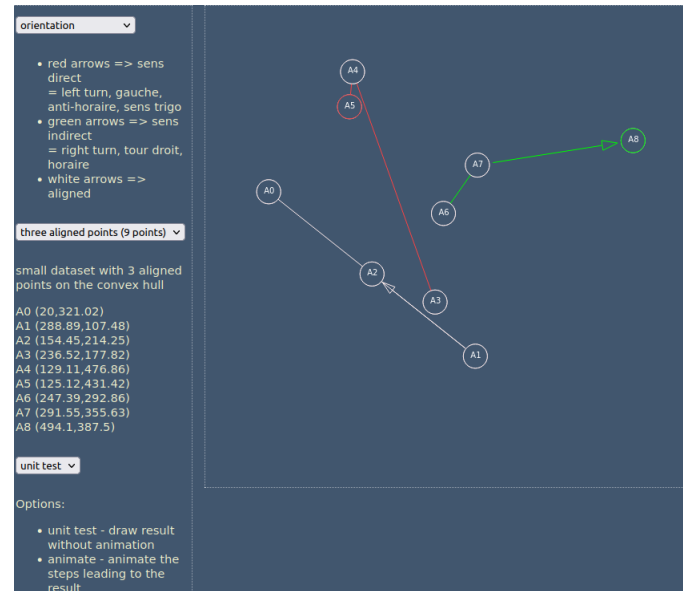 orientation
• red arrows => sens
direct
= left turn, gauche,
anti-horaire, sens trigo
• green arrows => sens
indirect
= right turn, tour droit,
horaire
• white arrows =>
aligned
three aligned points (9 points)
small dataset with 3 aligned
points on the convex hull
A0 (20,321.02)
A1 (288.89,107.48)
A2 (154.45,214.25)
A3 (236.52,177.82)
A4 (129.11,476.86)
A5 (125.12,431.42)
A6 (247.39,292.86)
A7 (291.55,355.63)
A8 (494.1,387.5)
unit test
Options:
• unit test - draw result
without animation
• animate - animate the
steps leading to the
result
A4
A5
A8
A7
A0
A6
A2
A3
A1